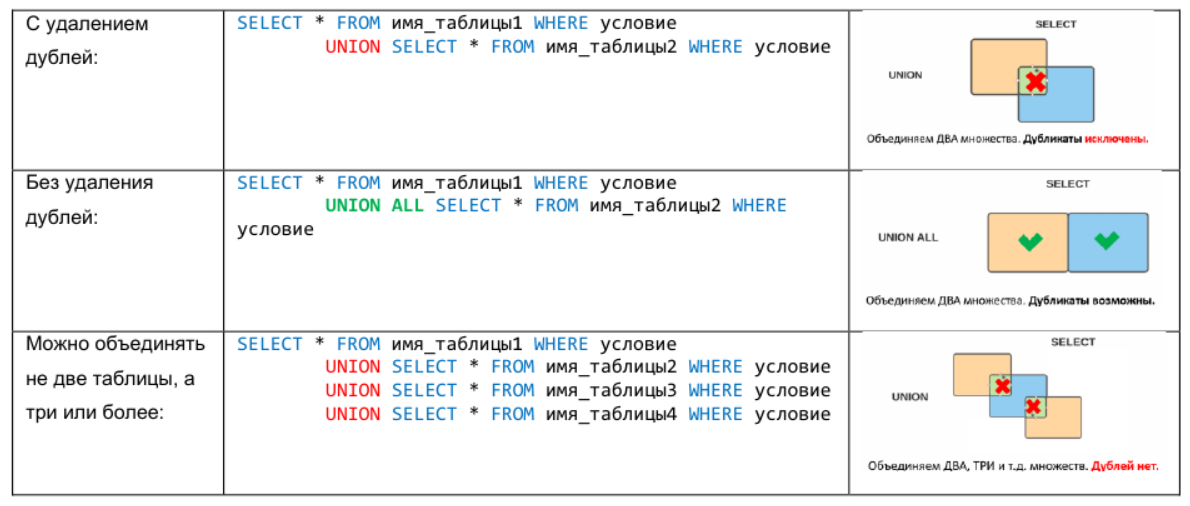 С удалением
дублей:
SELECT * FROM имя_таблицы1 WHERE условие
UNION SELECT * FROM имя_таблицы2 WHERE условие
SELECT
UNION
Объединяем ДВА множества. Дубликаты исключены.
Без удаления
дублей:
SELECT * FROM имя_таблицы1 WHERE условие
UNION ALL SELECT * FROM имя_таблицы2 WHERE
условие
SELECT
UNION ALL
Объединяем ДВА множества. Дубликаты возможны.
Можно объединять
не две таблицы, а
три или более:
SELECT * FROM имя_таблицы1 WHERE условие
UNION SELECT * FROM имя_таблицы2 WHERE условие
UNION SELECT * FROM имя_таблицы3 WHERE условие
UNION SELECT * FROM имя_таблицы4 WHERE условие
SELECT
UNION
Объединяем ДВА, ТРИ и т.д. множеств. Дублей нет.